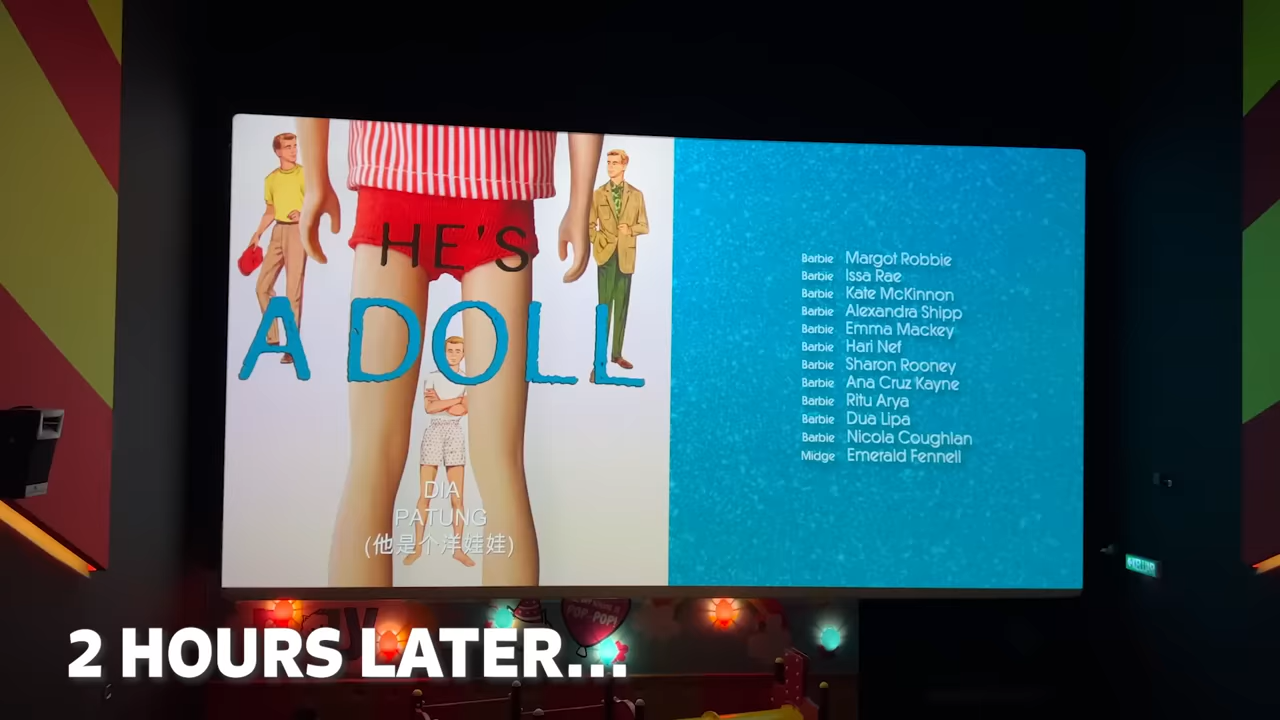 HE'S
A DOLL
DIA
PATUNG
(他是个洋娃娃)
Barbie Margot Robbie
Barbie Issa Rae
Barbie Kate McKinnon
Barbie Alexandra Shipp
Barbie Emma Mackey
Barbie Hari Nef
Barbie Sharon Rooney
Barbie Ana Cruz Kayne
Barbie Ritu Arya
Barbie Dua Lipa
Barbie Nicola Coughlan
Midge Emerald Fennell
POP POP!
2 HOURS LATER...